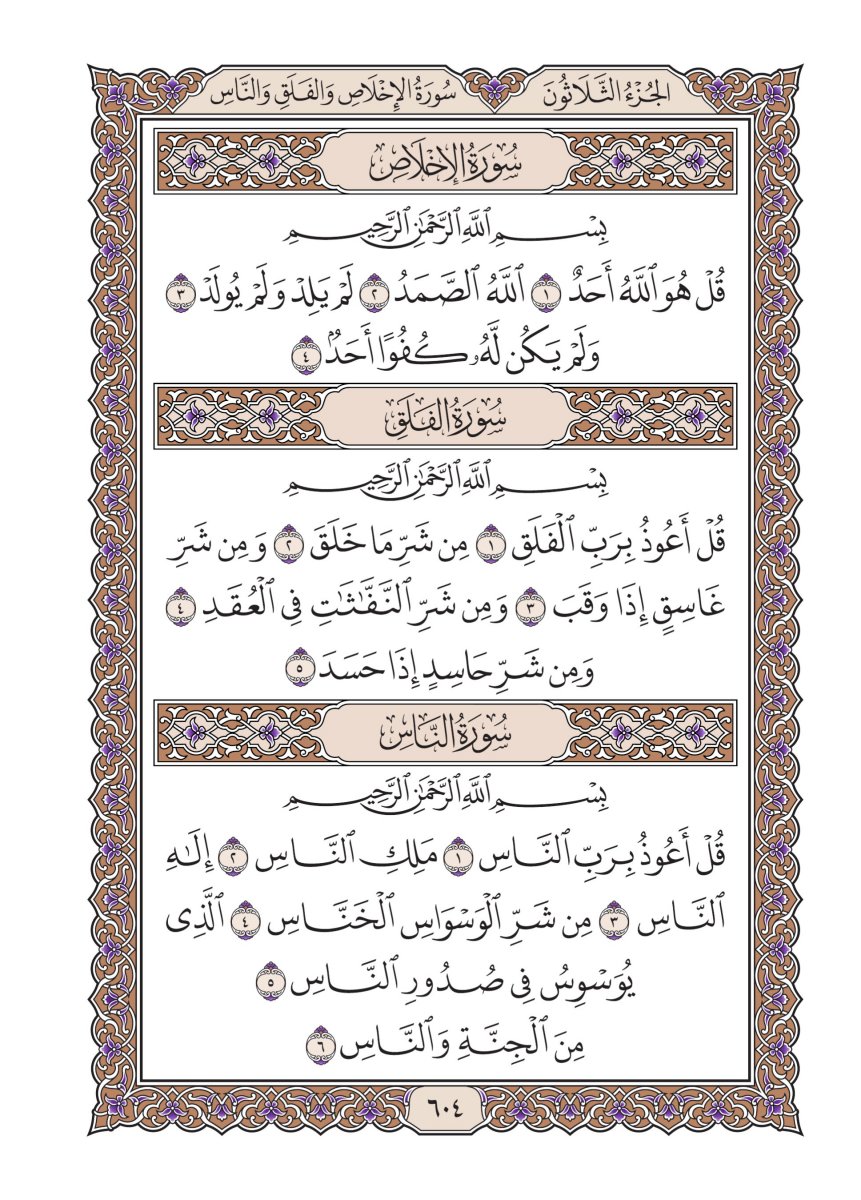 الجُزْءُ الثَّلَاثُونَ
سُورَةُ الإِخْلَاصِ وَالفَلَقِ وَالنَّاسِ
سُورَةُ الإِخْلَاصِ
بِسْمِ ٱللَّهِ ٱلرَّحْمَٰنِ ٱلرَّحِيمِ
قُلْ هُوَ ٱللَّهُ أَحَدٌ ١ ٱللَّهُ ٱلصَّمَدُ ٢ لَمْ يَلِدْ وَلَمْ يُولَدْ ٣
وَلَمْ يَكُن لَّهُۥ كُفُوًا أَحَدٌۢ ٤
سُورَةُ الفَلَقِ
بِسْمِ ٱللَّهِ ٱلرَّحْمَٰنِ ٱلرَّحِيمِ
قُلْ أَعُوذُ بِرَبِّ ٱلْفَلَقِ ١ مِن شَرِّ مَا خَلَقَ ٢ وَمِن شَرِّ
غَاسِقٍ إِذَا وَقَبَ ٣ وَمِن شَرِّ ٱلنَّفَّٰثَٰتِ فِي ٱلْعُقَدِ ٤
وَمِن شَرِّ حَاسِدٍ إِذَا حَسَدَ ٥
سُورَةُ النَّاسِ
بِسْمِ ٱللَّهِ ٱلرَّحْمَٰنِ ٱلرَّحِيمِ
قُلْ أَعُوذُ بِرَبِّ ٱلنَّاسِ ١ مَلِكِ ٱلنَّاسِ ٢ إِلَٰهِ
ٱلنَّاسِ ٣ مِن شَرِّ ٱلْوَسْوَاسِ ٱلْخَنَّاسِ ٤ ٱلَّذِى
يُوَسْوِسُ فِي صُدُورِ ٱلنَّاسِ ٥
مِنَ ٱلْجِنَّةِ وَٱلنَّاسِ ٦
٦٠٤